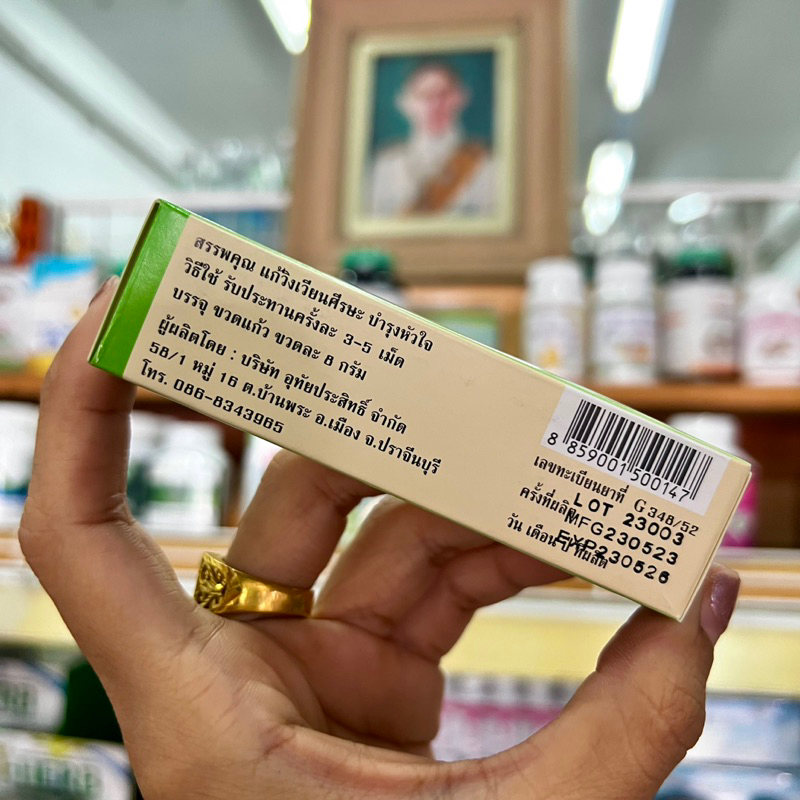 สรรพคุณ แก้วิงเวียนศีรษะ บำรุงหัวใจ
วิธีใช้ รับประทานครั้งละ 3-5 เม็ด
บรรจุ ขวดแก้ว ขวดละ 8 กรัม
ผู้ผลิตโดย : บริษัท อุทัยประสิทธิ์ จำกัด
58/1 หมู่ 16 ต.บ้านพระ อ.เมือง จ.ปราจีนบุรี
โทร. 086-8343965
8 859001 500147
เลขทะเบียนยาที่ G 348/52
ครั้งที่ผลิต LOT 23003
MFG230523
วัน เดือน ปี ที่ผลิต EXP230526